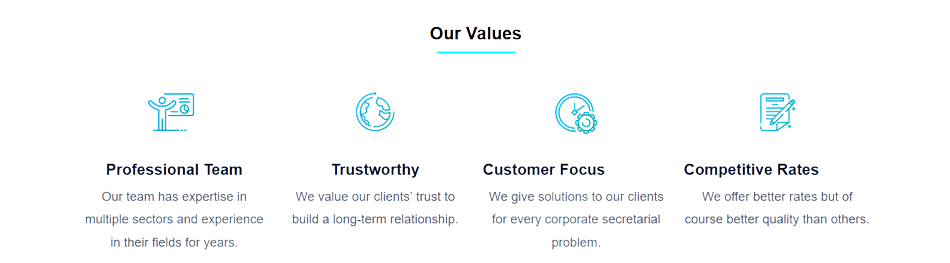 Our Values
Professional Team
Our team has expertise in
multiple sectors and experience
in their fields for years.
Trustworthy
We value our clients' trust to
build a long-term relationship.
Customer Focus
We give solutions to our clients
for every corporate secretarial
problem.
Competitive Rates
We offer better rates but of
course better quality than others.